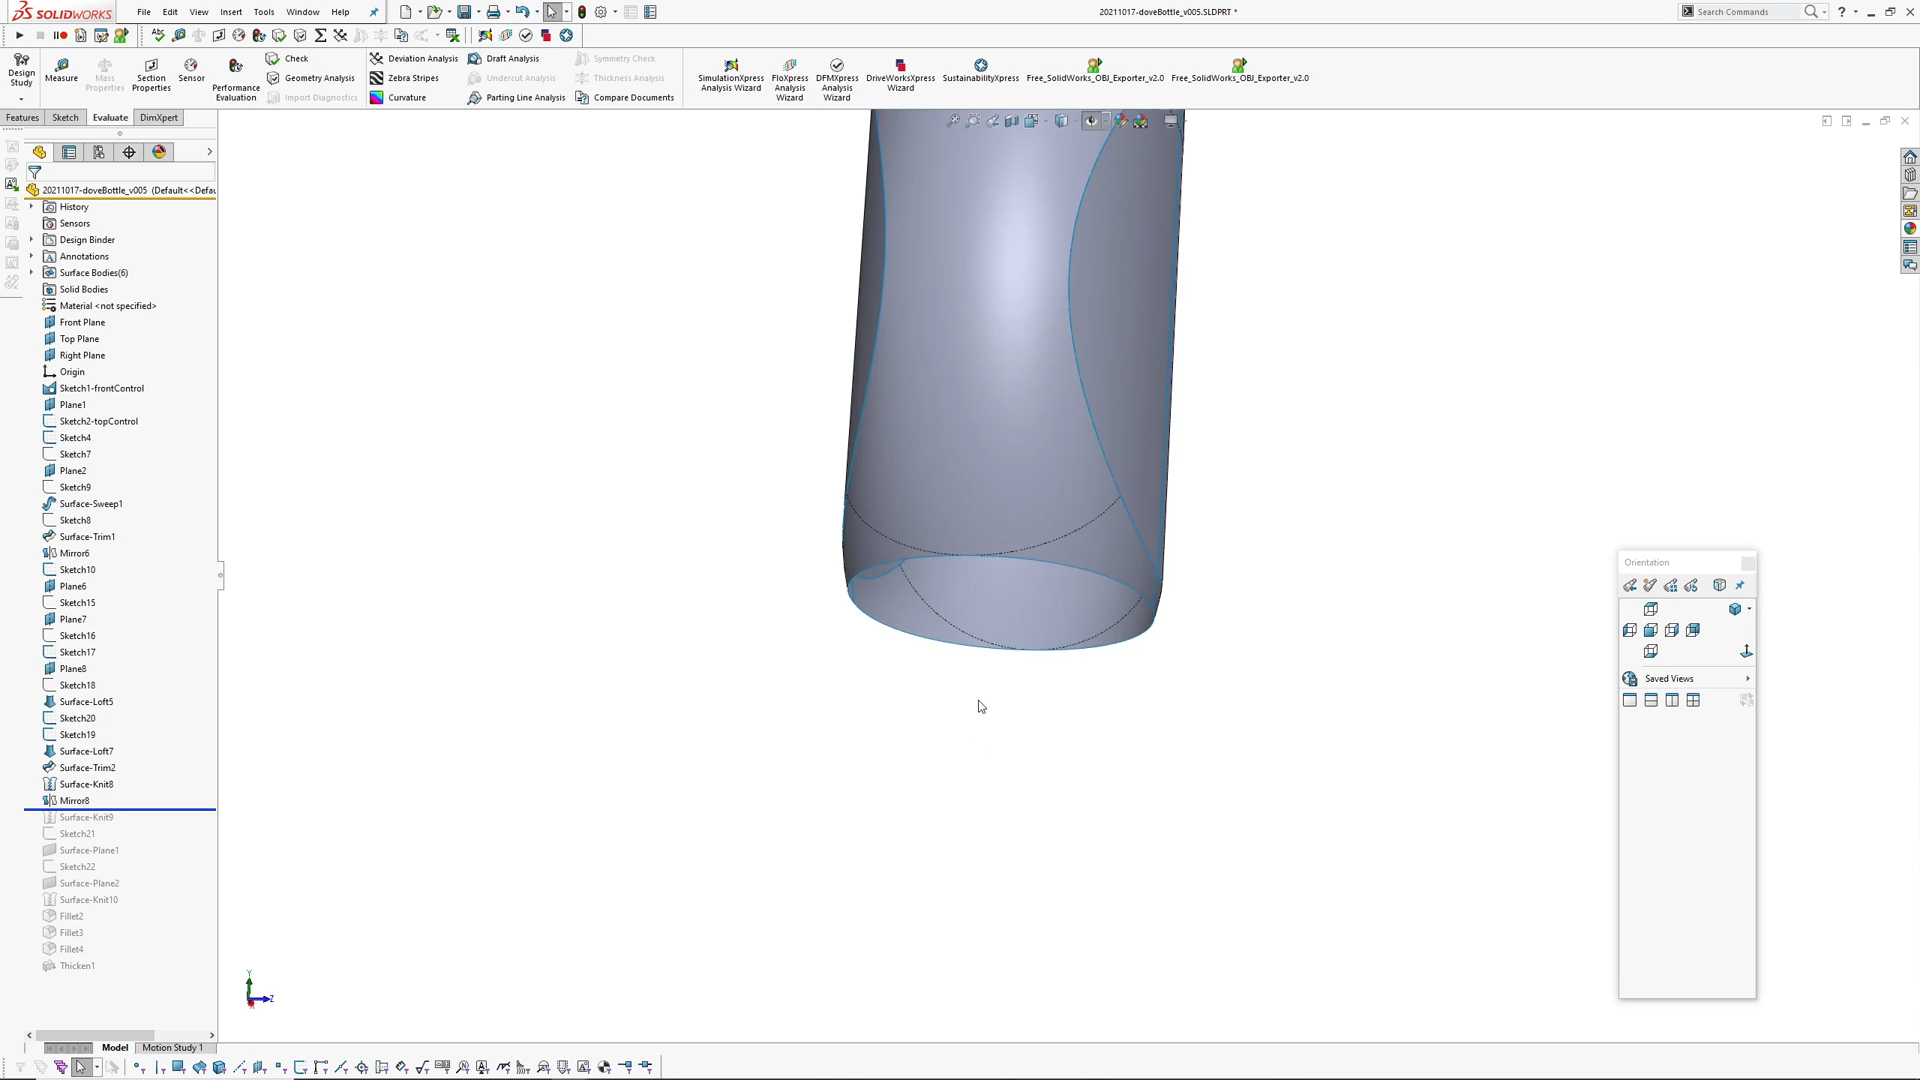 SOLIDWORKS File Edit View Insert Tools Window Help 20211017-doveBottle_v005.SLDPRT * Search Commands
Design Study
Measure
Mass Properties
Section Properties
Sensor
Performance Evaluation
Check
Geometry Analysis
Import Diagnostics
Deviation Analysis
Zebra Stripes
Curvature
Draft Analysis
Undercut Analysis
Parting Line Analysis
Symmetry Check
Thickness Analysis
Compare Documents
SimulationXpress Analysis Wizard
FloXpress Analysis Wizard
DFMXpress Analysis Wizard
DriveWorksXpress Wizard
SustainabilityXpress
Free_SolidWorks_OBJ_Exporter_v2.0
Free_SolidWorks_OBJ_Exporter_v2.0
Features Sketch Evaluate DimXpert
20211017-doveBottle_v005 (Default<<Defau
History
Sensors
Design Binder
Annotations
Surface Bodies(6)
Solid Bodies
Material <not specified>
Front Plane
Top Plane
Right Plane
Origin
Sketch1-frontControl
Plane1
Sketch2-topControl
Sketch4
Sketch7
Plane2
Sketch9
Surface-Sweep1
Sketch8
Surface-Trim1
Mirror6
Sketch10
Plane6
Sketch15
Plane7
Sketch16
Sketch17
Plane8
Sketch18
Surface-Loft5
Sketch20
Sketch19
Surface-Loft7
Surface-Trim2
Surface-Knit8
Mirror8
Surface-Knit9
Sketch21
Surface-Plane1
Sketch22
Surface-Plane2
Surface-Knit10
Fillet2
Fillet3
Fillet4
Thicken1
Orientation
Saved Views
Y
Z
Model Motion Study 1